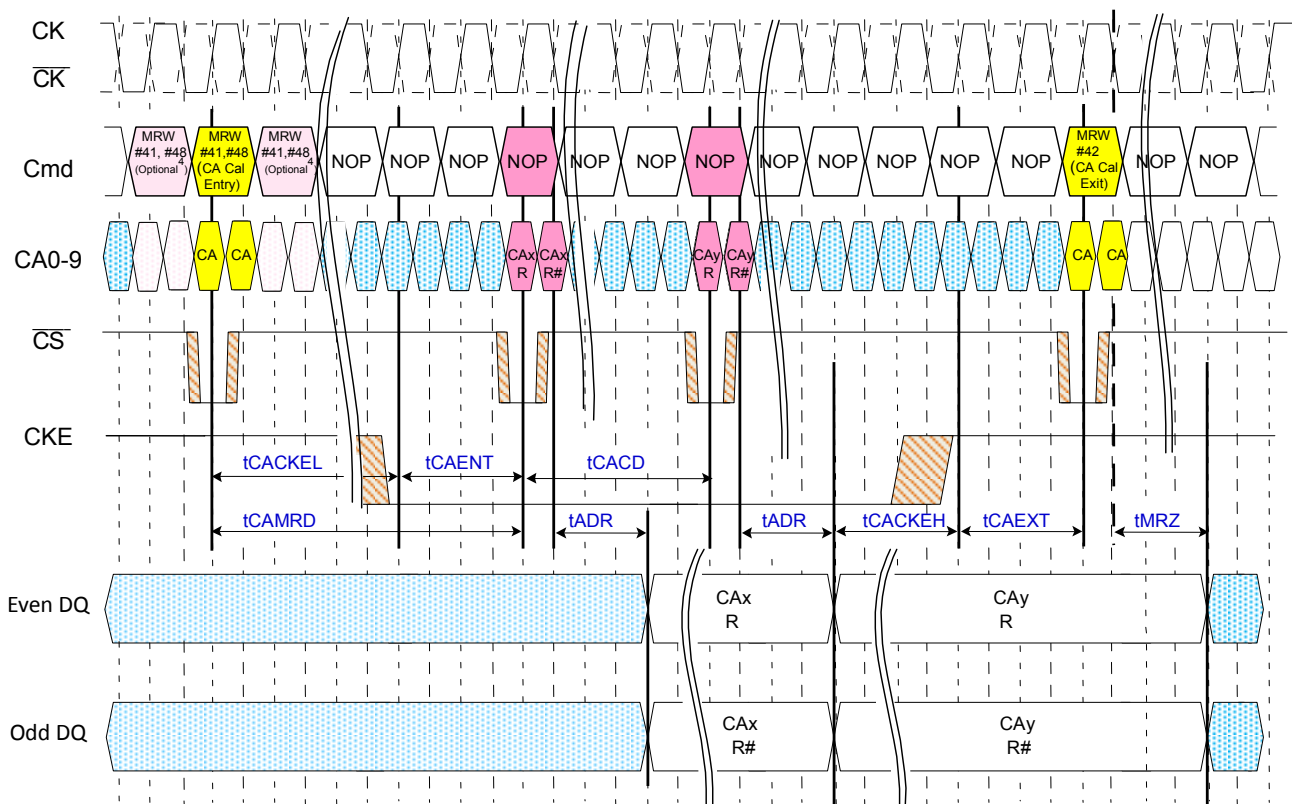 CK
CK
Cmd
MRW
#41, #48
(Optional 4)
MRW
#41,#48
(CA Cal
Entry)
MRW
#41,#48
(Optional 4)
NOP
NOP
NOP
NOP
NOP
NOP
NOP
NOP
NOP
NOP
NOP
NOP
MRW
#42
(CA Cal
Exit)
NOP
NOP
CA0-9
CA
CA
CAx
R
CAx
R#
CAy
R
CAy
R#
CA
CA
CS
CKE
tCACKEL
tCAENT
tCACD
tCAMRD
tADR
tADR
tCACKEH
tCAEXT
tMRZ
Even DQ
CAx
R
CAy
R
Odd DQ
CAx
R#
CAy
R#